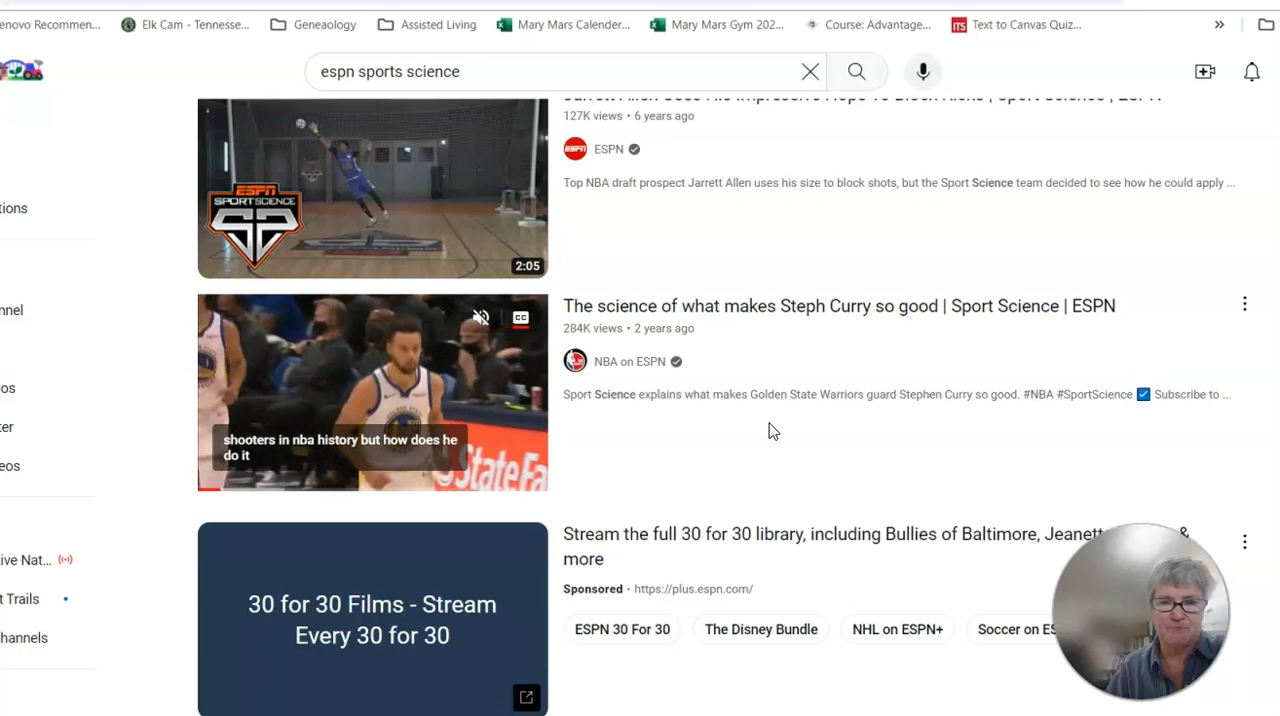 enovo Recommen...
Elk Cam - Tennesse...
Geneaology
Assisted Living
Mary Mars Calender...
Mary Mars Gym 202...
Course: Advantage...
ITS
Text to Canvas Quiz...
»
espn sports science
127K views • 6 years ago
ESPN
Top NBA draft prospect Jarrett Allen uses his size to block shots, but the Sport Science team decided to see how he could apply ...
ESPN
SPORTSCIENCE
2:05
tions
nnel
os
ter
eos
ive Nat...
t Trails
hannels
The science of what makes Steph Curry so good | Sport Science | ESPN
284K views • 2 years ago
NBA on ESPN
Sport Science explains what makes Golden State Warriors guard Stephen Curry so good. #NBA #SportScience ☑ Subscribe to ...
CC
shooters in nba history but how does he
do it
StateFa
30 for 30 Films - Stream
Every 30 for 30
Stream the full 30 for 30 library, including Bullies of Baltimore, Jeanett
&
more
Sponsored • https://plus.espn.com/
ESPN 30 For 30
The Disney Bundle
NHL on ESPN+
Soccer on ES